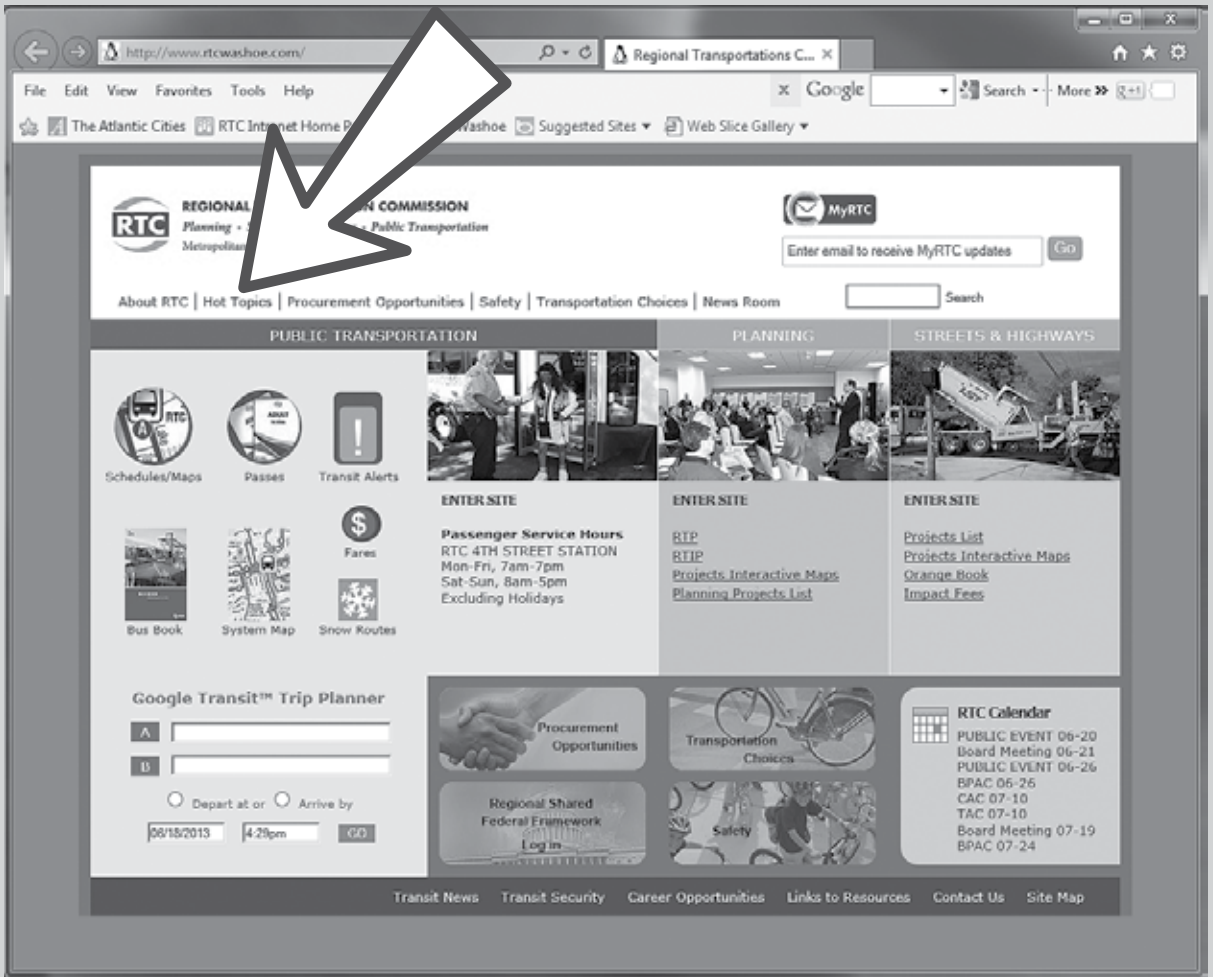 http://www.rtcwashoe.com/
Regional Transportations C...
File Edit View Favorites Tools Help
Google
Search
More
The Atlantic Cities RTC Intranet Home Washoe Suggested Sites Web Slice Gallery
RTC
REGIONAL COMMISSION
Planning Public Transportation
MyRTC
Enter email to receive MyRTC updates
Go
About RTC | Hot Topics | Procurement Opportunities | Safety | Transportation Choices | News Room
Search
PUBLIC TRANSPORTATION
PLANNING
STREETS & HIGHWAYS
Schedules/Maps
Passes
Transit Alerts
Fares
Bus Book
System Map
Snow Routes
ENTER SITE
Passenger Service Hours
RTC 4TH STREET STATION
Mon-Fri, 7am-7pm
Sat-Sun, 8am-5pm
Excluding Holidays
ENTER SITE
RTP
RTIP
Projects Interactive Maps
Planning Projects List
ENTER SITE
Projects List
Projects Interactive Maps
Orange Book
Impact Fees
Google Transit™ Trip Planner
A
B
Depart at or Arrive by
06/18/2013 4:29pm GO
Procurement
Opportunities
Transportation
Choices
Regional Shared
Federal Framework
Log in
Safety
RTC Calendar
PUBLIC EVENT 06-20
Board Meeting 06-21
PUBLIC EVENT 06-26
BPAC 06-26
CAC 07-10
TAC 07-10
Board Meeting 07-19
BPAC 07-24
Transit News Transit Security Career Opportunities Links to Resources Contact Us Site Map